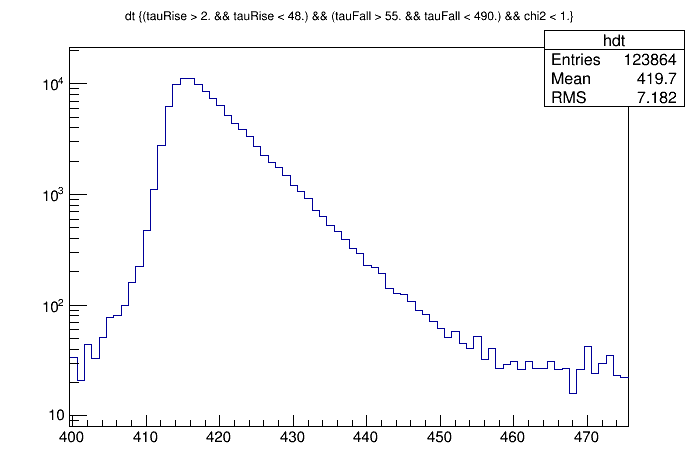 dt {(tauRise > 2. && tauRise < 48.) && (tauFall > 55. && tauFall < 490.) && chi2 < 1.}
hdt
Entries 123864
Mean 419.7
RMS 7.182
10⁴
10³
10²
10
400 410 420 430 440 450 460 470